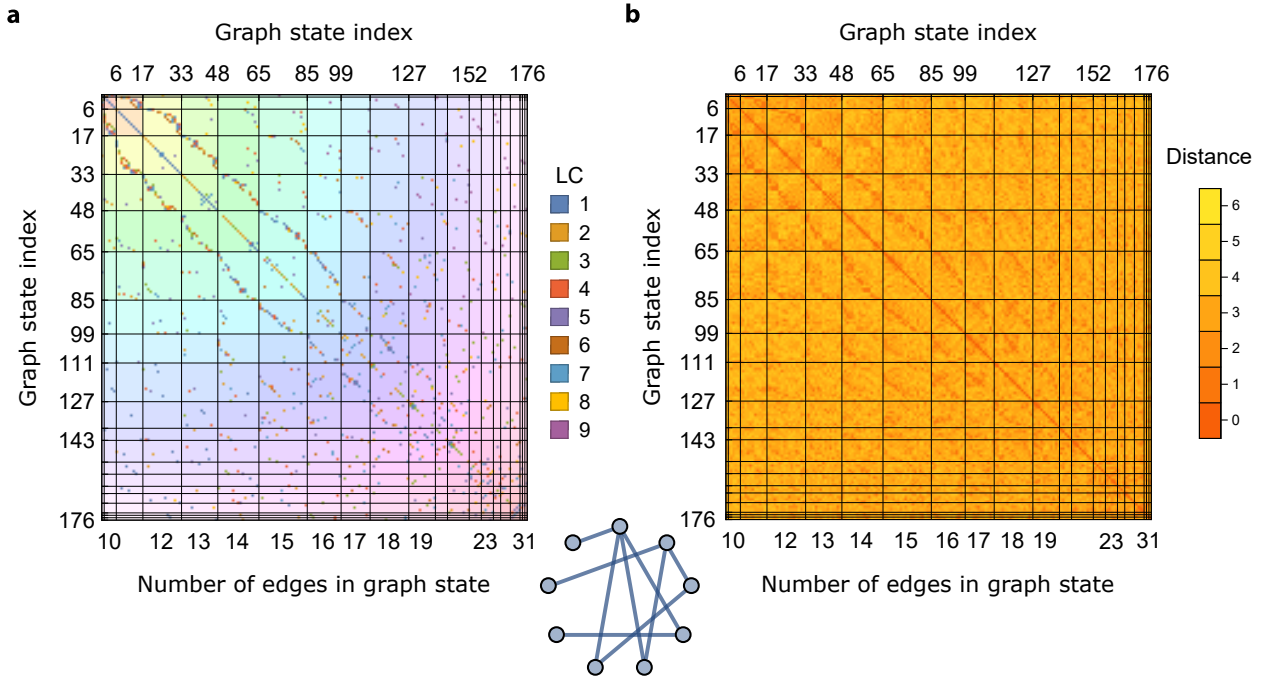 a
Graph state index
6 17 33 48 65 85 99 127 152 176
Graph state index
6
17
33
48
65
85
99
111
127
143
176
10 12 13 14 15 16 17 18 19 23 31
Number of edges in graph state
LC
1
2
3
4
5
6
7
8
9
b
Graph state index
6 17 33 48 65 85 99 127 152 176
Graph state index
6
17
33
48
65
85
99
111
127
143
176
10 12 13 14 15 16 17 18 19 23 31
Number of edges in graph state
Distance
6
5
4
3
2
1
0